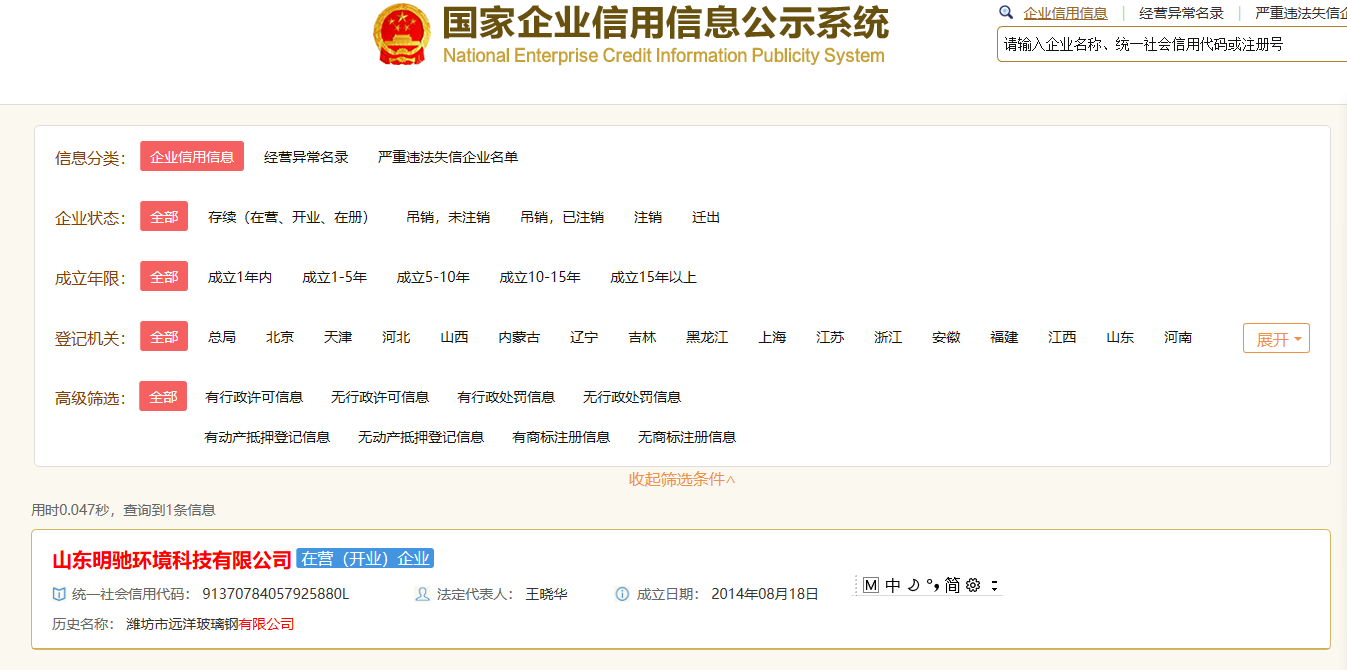 国家企业信用信息公示系统
National Enterprise Credit Information Publicity System
企业信用信息 | 经营异常名录 | 严重违法失信
请输入企业名称、统一社会信用代码或注册号
信息分类: 企业信用信息 经营异常名录 严重违法失信企业名单
企业状态: 全部 存续（在营、开业、在册） 吊销，未注销 吊销，已注销 注销 迁出
成立年限: 全部 成立1年内 成立1-5年 成立5-10年 成立10-15年 成立15年以上
登记机关: 全部 总局 北京 天津 河北 山西 内蒙古 辽宁 吉林 黑龙江 上海 江苏 浙江 安徽 福建 江西 山东 河南 展开
高级筛选: 全部 有行政许可信息 无行政许可信息 有行政处罚信息 无行政处罚信息
有动产抵押登记信息 无动产抵押登记信息 有商标注册信息 无商标注册信息
收起筛选条件^
用时0.047秒，查询到1条信息
山东明驰环境科技有限公司 在营（开业）企业
统一社会信用代码： 91370784057925880L 法定代表人： 王晓华 成立日期： 2014年08月18日 M 中 简
历史名称： 潍坊市远洋玻璃钢有限公司